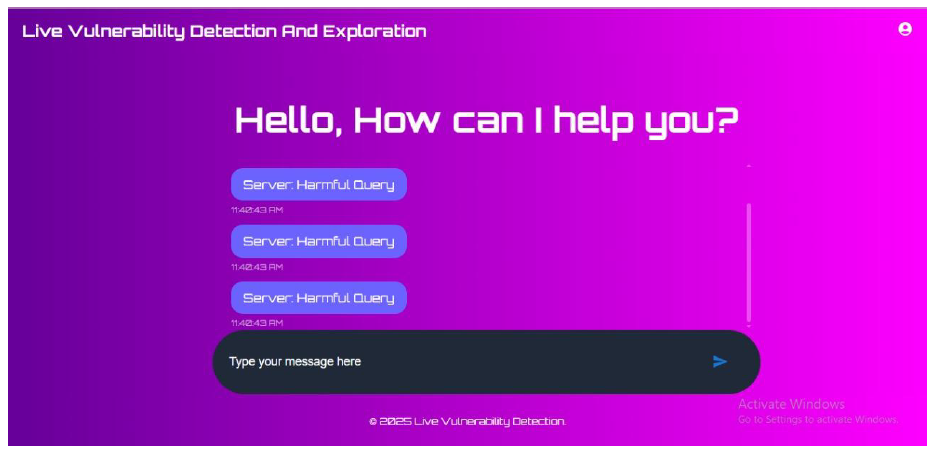 Live Vulnerability Detection And Exploration
Hello, How can I help you?
Server: Harmful Query
11:40:43 AM
Server: Harmful Query
11:40:43 AM
Server: Harmful Query
11:40:43 AM
Type your message here
Activate Windows
Go to Settings to activate Windows.
© 2025 Live Vulnerability Detection.